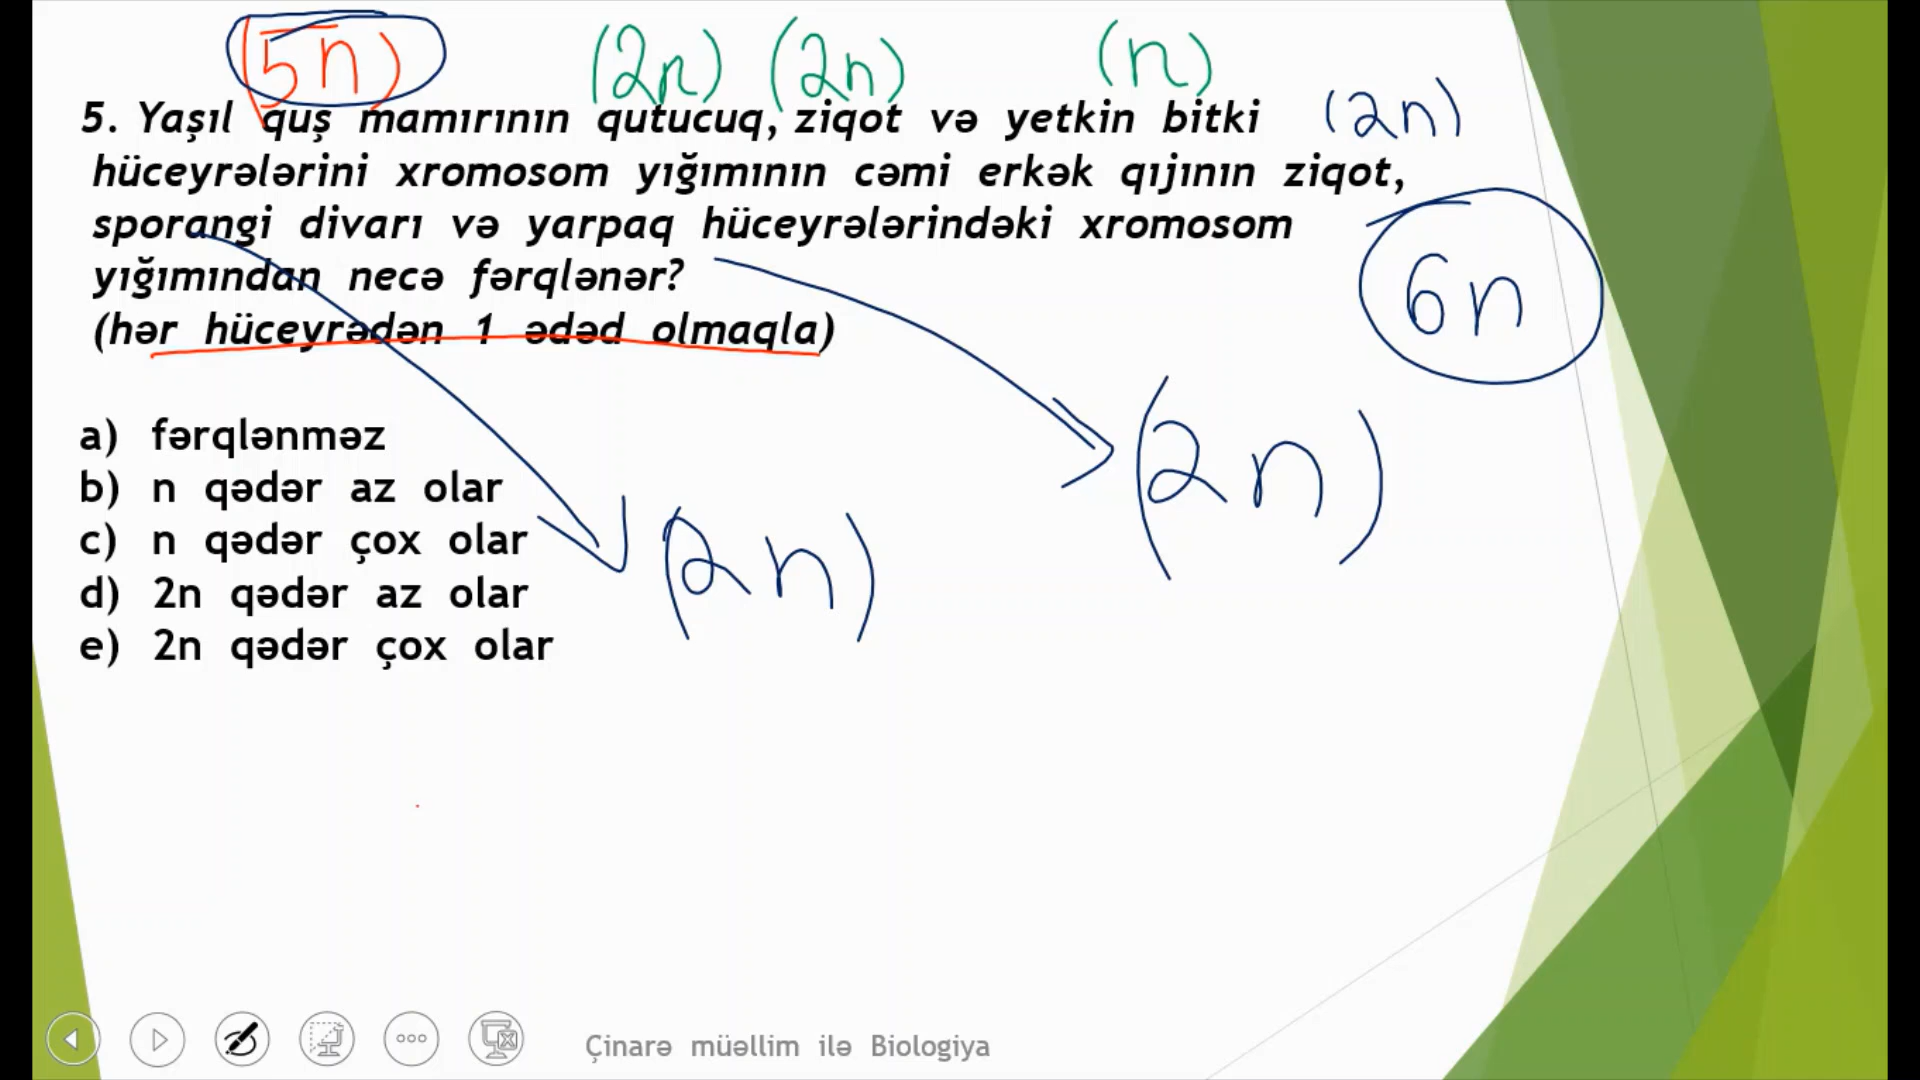 (5n) (2n) (2n) (n)
5. Yaşıl quş mamırının qutucuq, ziqot və yetkin bitki (2n)
hüceyrələrini xromosom yığımının cəmi erkək qıjının ziqot,
sporangi divarı və yarpaq hüceyrələrindəki xromosom
yığımından necə fərqlənər?
6n
(hər hüceyrədən 1 ədəd olmaqla)
a) fərqlənməz
b) n qədər az olar
(2n)
c) n qədər çox olar
(2n)
d) 2n qədər az olar
e) 2n qədər çox olar
Çinarə müəllim ilə Biologiya